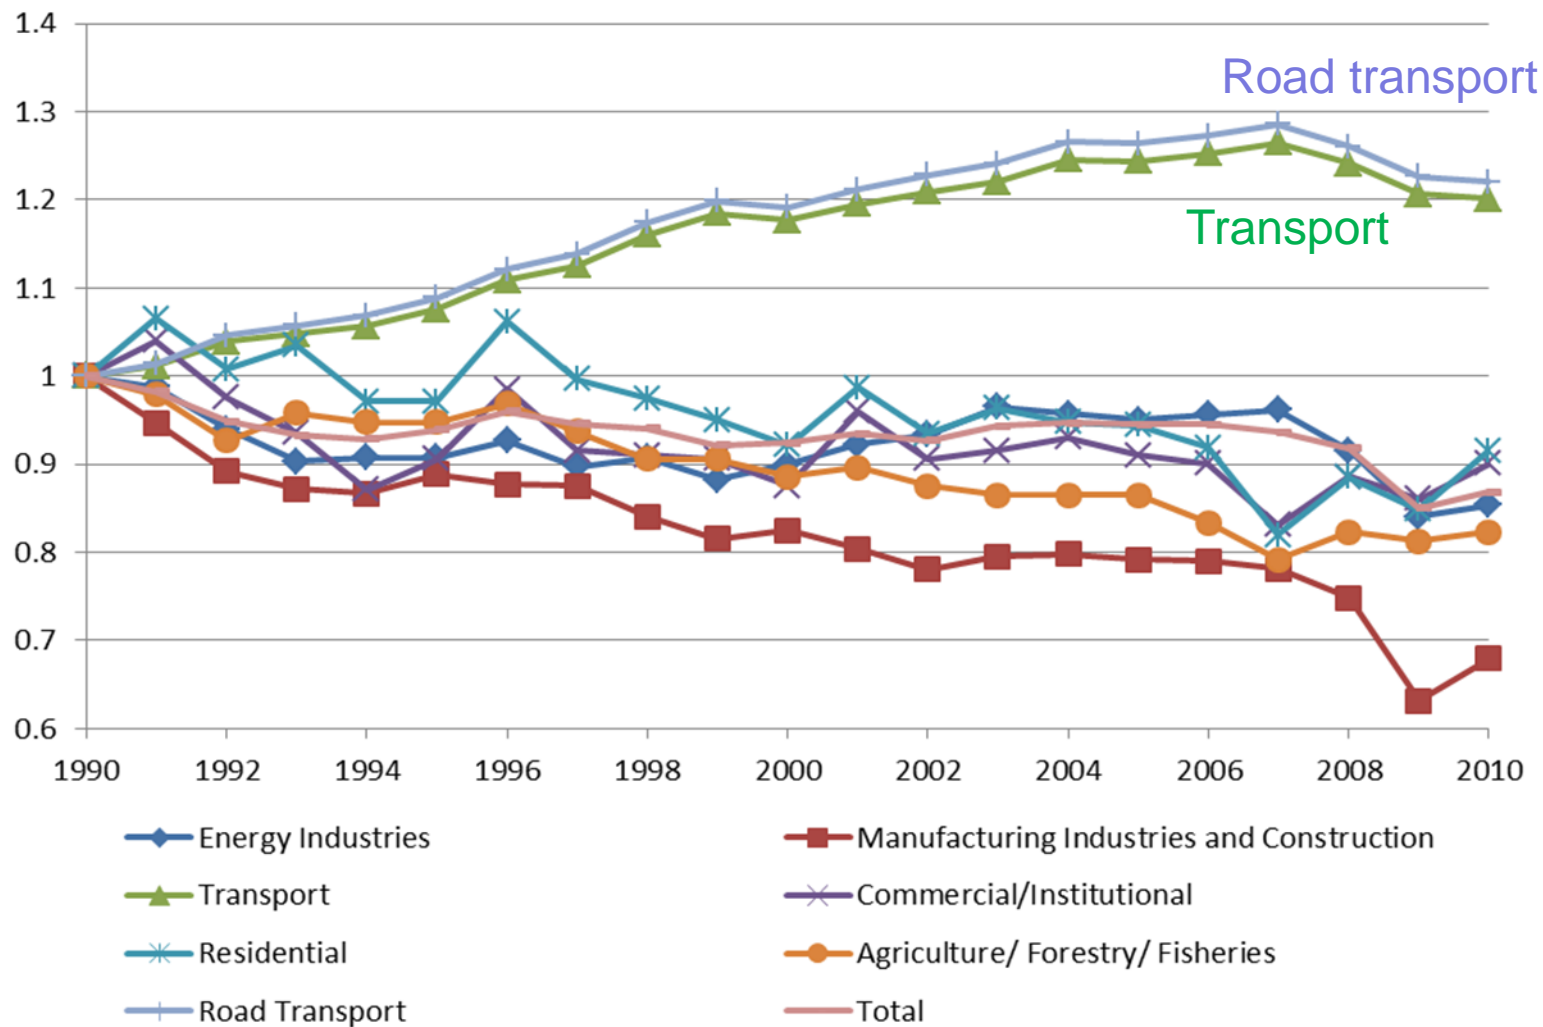 1.4
Road transport
1.3
1.2
Transport
1.1
1
0.9
0.8
0.7
0.6
1990 1992 1994 1996 1998 2000 2002 2004 2006 2008 2010
Energy Industries Manufacturing Industries and Construction
Transport Commercial/Institutional
Residential Agriculture/ Forestry/ Fisheries
Road Transport Total